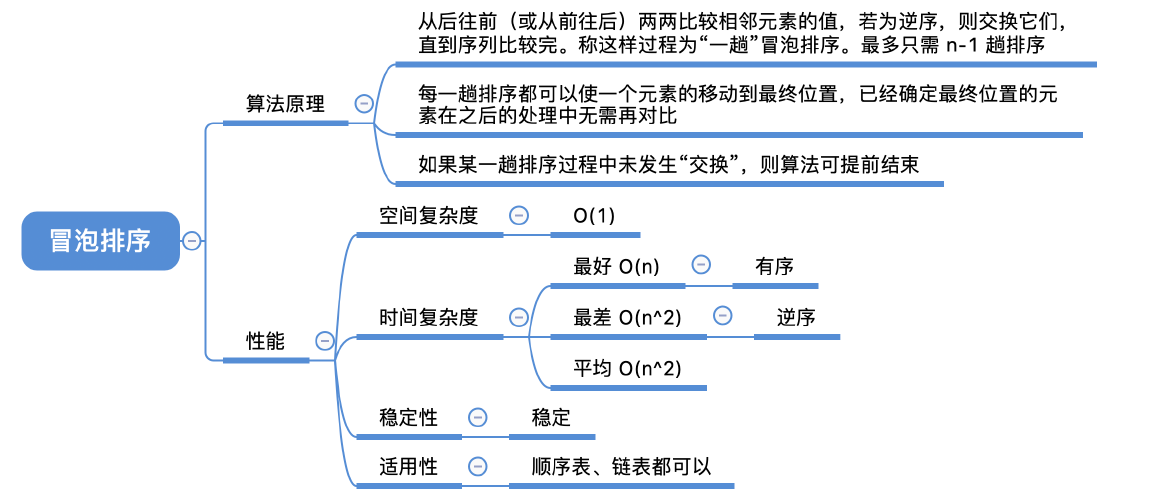 冒泡排序
算法原理
从后往前（或从前往后）两两比较相邻元素的值，若为逆序，则交换它们，
直到序列比较完。称这样过程为“一趟”冒泡排序。最多只需 n-1 趟排序
每一趟排序都可以使一个元素的移动到最终位置，已经确定最终位置的元
素在之后的处理中无需再对比
如果某一趟排序过程中未发生“交换”，则算法可提前结束
性能
空间复杂度
O(1)
时间复杂度
最好 O(n)
有序
最差 O(n^2)
逆序
平均 O(n^2)
稳定性
稳定
适用性
顺序表、链表都可以